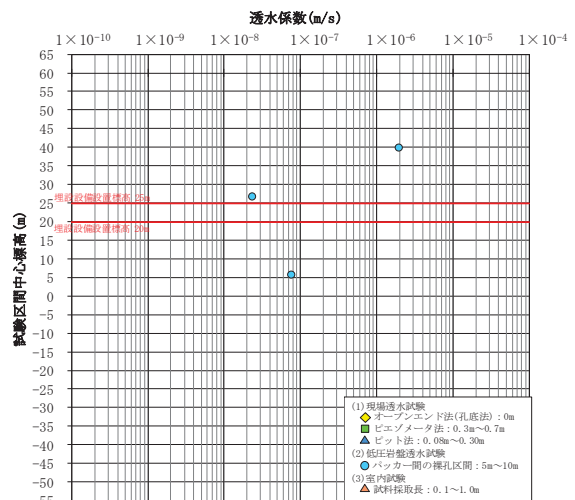 透水係数(m/s)
1×10⁻¹⁰ 1×10⁻⁹ 1×10⁻⁸ 1×10⁻⁷ 1×10⁻⁶ 1×10⁻⁵ 1×10⁻⁴
試験区間中心標高(m)
65
60
55
50
45
40
35
30
25
20
15
10
5
0
-5
-10
-15
-20
-25
-30
-35
-40
-45
-50
-55
埋設設備設置標高 25m
埋設設備設置標高 20m
(1)現場透水試験
オープンエンド法(孔底法)：0m
ピエゾメータ法：0.3m～0.7m
ピット法：0.08m～0.30m
(2)低圧岩盤透水試験
パッカー間の裸孔区間：5m～10m
(3)室内試験
試料採取長：0.1～1.0m